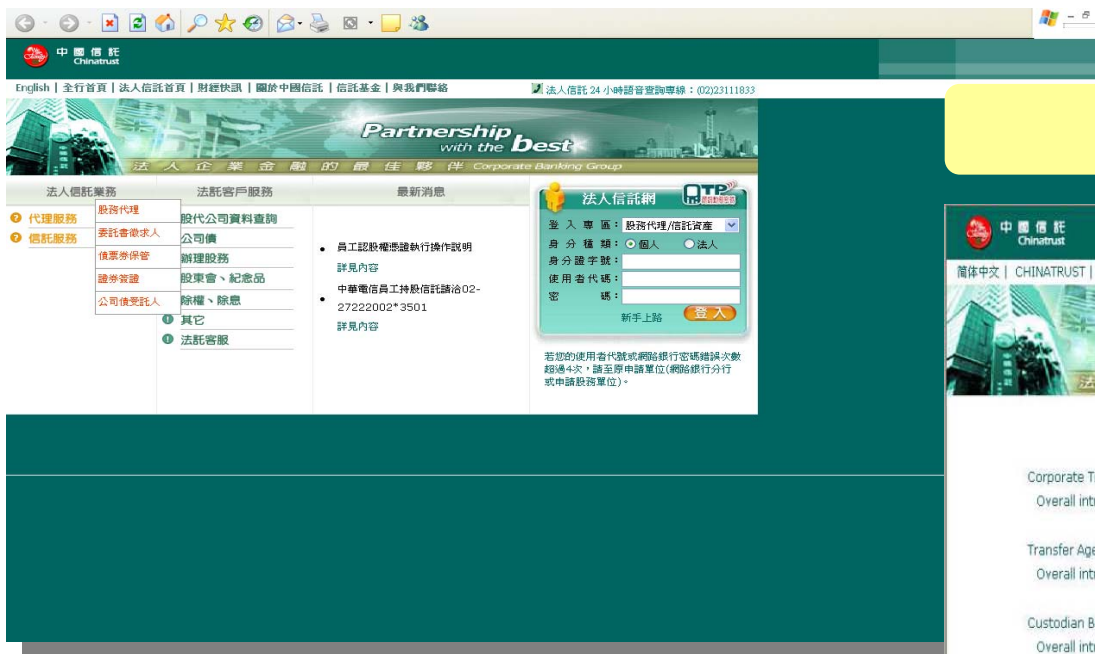 中國信託
Chinatrust
English | 全行首頁 | 法人信託首頁 | 財經快訊 | 關於中國信託 | 信託基金 | 與我們聯絡
法人信託 24 小時語音查詢專線：(02)23111833
Partnership
with the best
法人企業金融的最佳夥伴 Corporate Banking Group
法人信託業務
法託客戶服務
最新消息
代理服務
信託服務
股務代理
委託書徵求人
債票券保管
證券簽證
公司債受託人
股代公司資料查詢
公司債
辦理股務
股東會、紀念品
除權、除息
其它
法託客服
員工認股權憑證執行操作說明
詳見內容
中華電信員工持股信託請洽02-
27222002*3501
詳見內容
法人信託網
OTP
登入專區：股務代理/信託資產
身分種類：個人 法人
身分證字號：
使用者代碼：
密 碼：
新手上路
登入
若您的使用者代號或網路銀行密碼錯誤次數
超過4次，請至原申請單位(網路銀行分行
或申請股務單位)。
中國信託
Chinatrust
简体中文 | CHINATRUST |
法
Corporate T
Overall int
Transfer Age
Overall int
Custodian B
Overall int